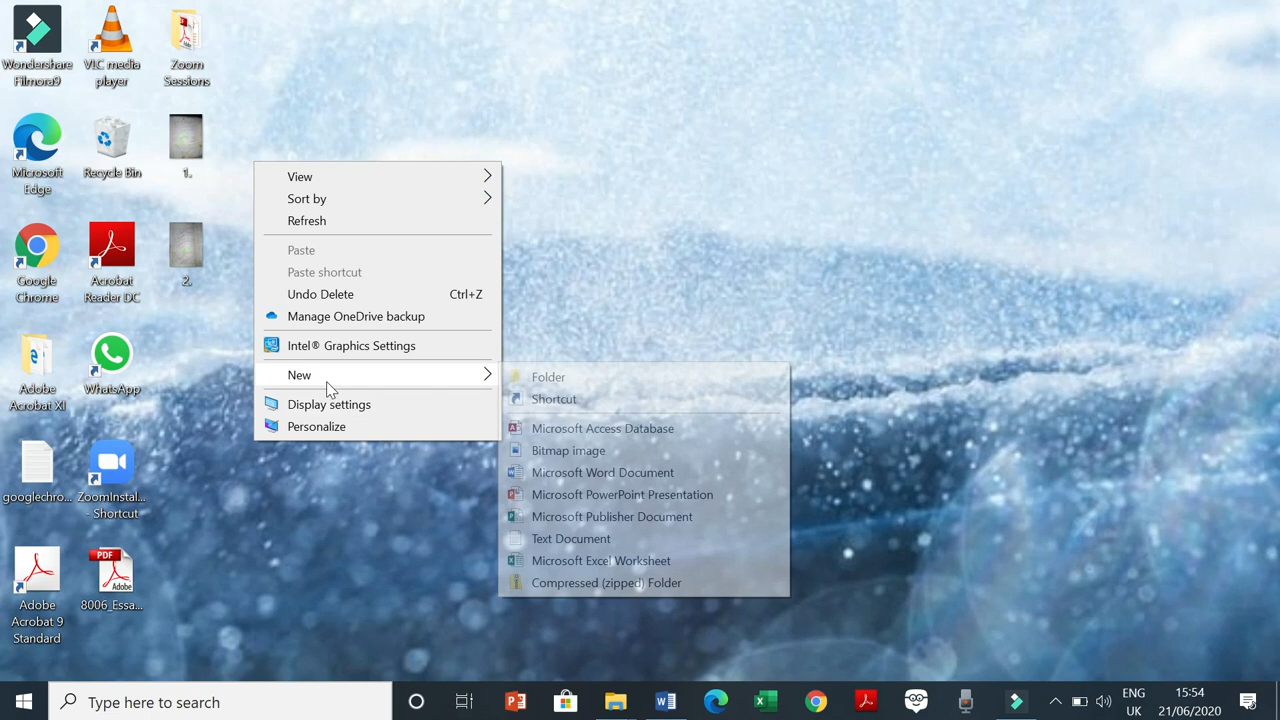 Wondershare
Filmora9
VLC media
player
Zoom
Sessions
Microsoft
Edge
Recycle Bin
1.
Google
Chrome
Acrobat
Reader DC
2.
Adobe
Acrobat XI
WhatsApp
googlechro...
ZoomInstal...
- Shortcut
PDF
Adobe
Adobe
Acrobat 9
Standard
8006_Essa...
View
Sort by
Refresh
Paste
Paste shortcut
Undo Delete Ctrl+Z
Manage OneDrive backup
Intel® Graphics Settings
New
Display settings
Personalize
Folder
Shortcut
Microsoft Access Database
Bitmap image
Microsoft Word Document
Microsoft PowerPoint Presentation
Microsoft Publisher Document
Text Document
Microsoft Excel Worksheet
Compressed (zipped) Folder
Type here to search
ENG
UK
15:54
21/06/2020